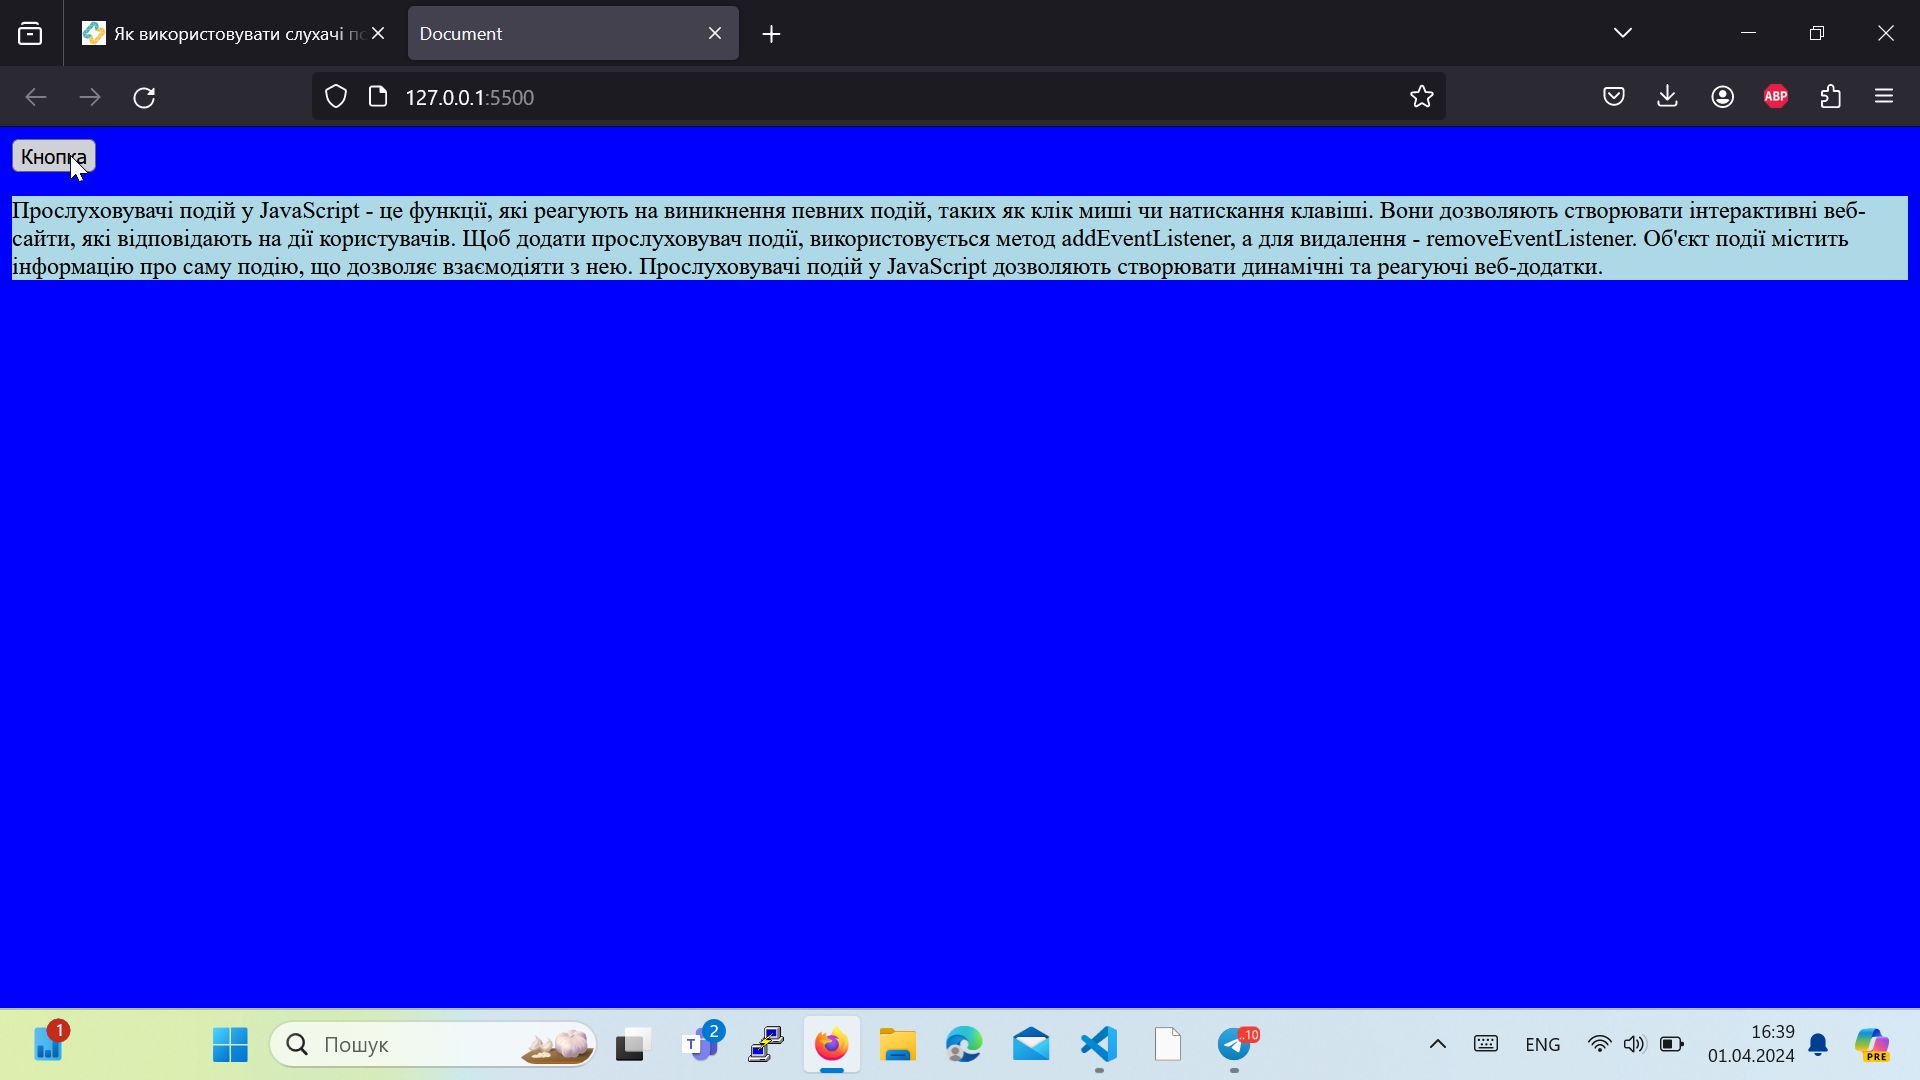 Як використовувати слухачі по
Document
127.0.0.1:5500
ABP
Кнопка
Прослуховувачі подій у JavaScript - це функції, які реагують на виникнення певних подій, таких як клік миші чи натискання клавіші. Вони дозволяють створювати інтерактивні веб-
сайти, які відповідають на дії користувачів. Щоб додати прослуховувач події, використовується метод addEventListener, а для видалення - removeEventListener. Об'єкт події містить
інформацію про саму подію, що дозволяє взаємодіяти з нею. Прослуховувачі подій у JavaScript дозволяють створювати динамічні та реагуючі веб-додатки.
1
Пошук
T
2
..10
ENG
16:39
01.04.2024
PRE